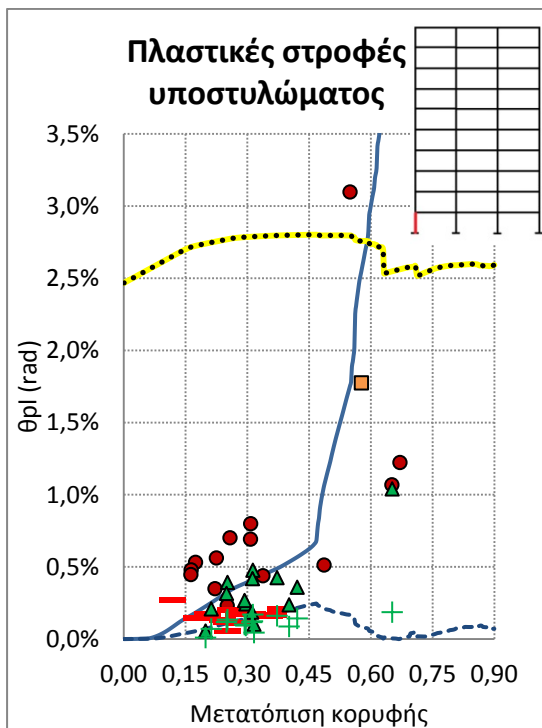 Πλαστικές στροφές
υποστυλώματος
3,5%
3,0%
2,5%
2,0%
1,5%
1,0%
0,5%
0,0%
θpl (rad)
0,00 0,15 0,30 0,45 0,60 0,75 0,90
Μετατόπιση κορυφής